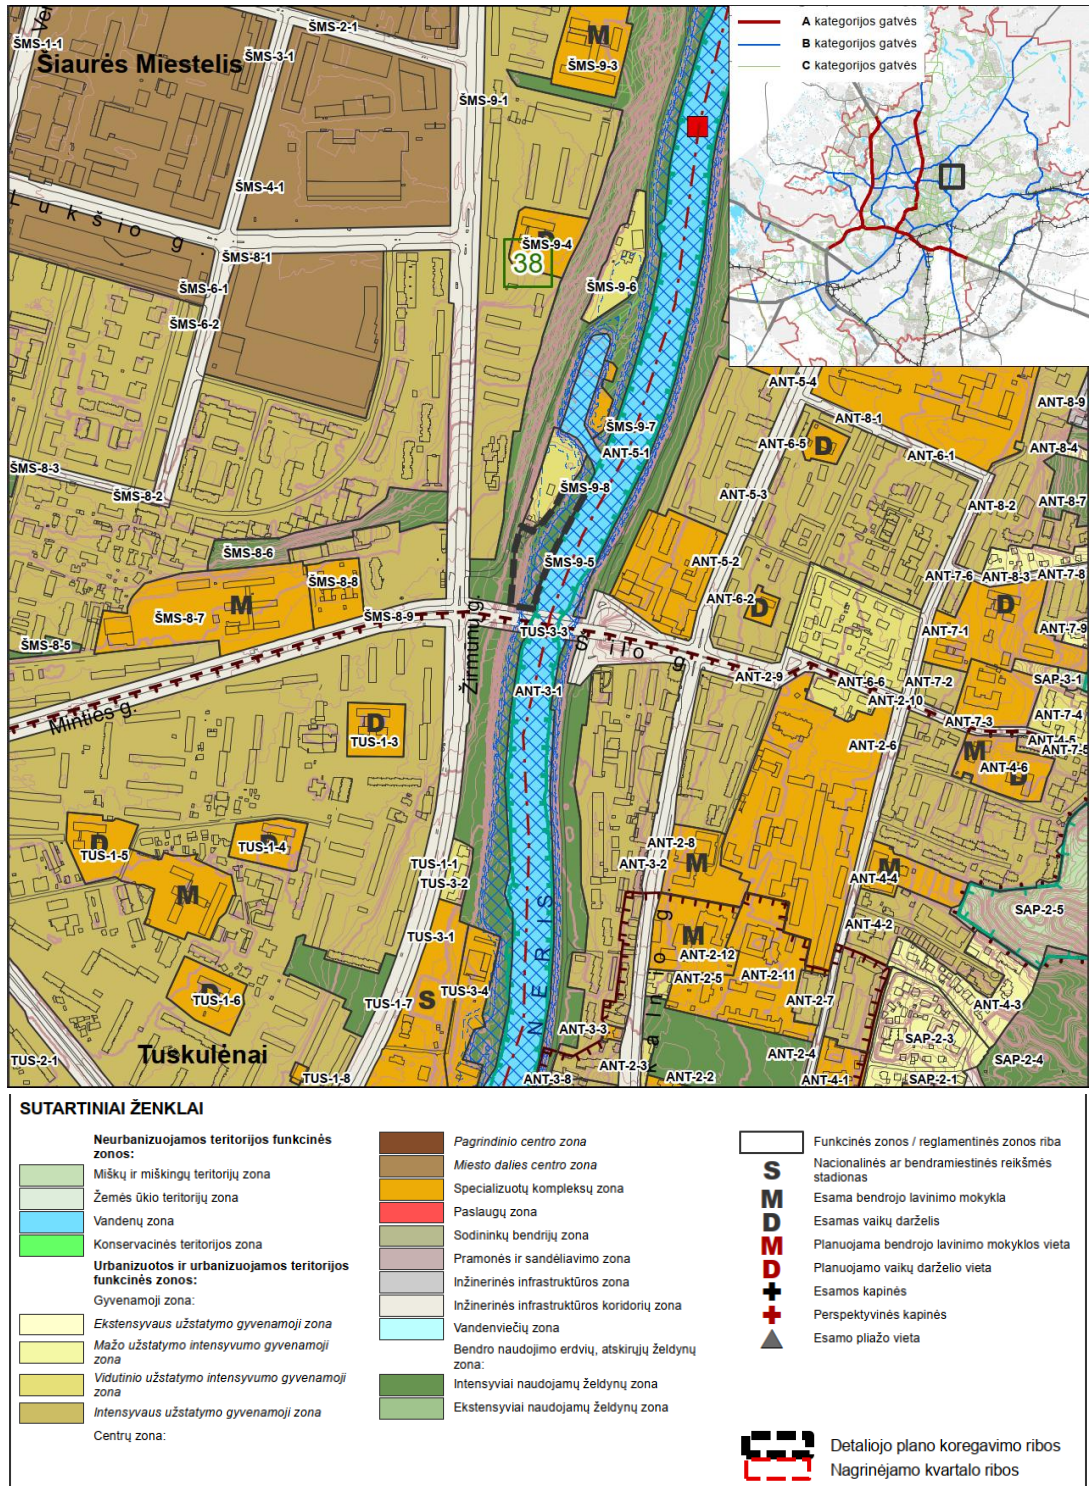 A kategorijos gatvės
B kategorijos gatvės
C kategorijos gatvės
ŠMS-2-1
ŠMS-1-1
ŠMS-3-1
Šiaurės Miestelis
M
ŠMS-9-3
ŠMS-9-1
ŠMS-4-1
Lukšio g.
ŠMS-8-1
ŠMS-9-4
38
ŠMS-6-1
ŠMS-9-6
ŠMS-6-2
ANT-5-4
ANT-8-9
ANT-8-1
ŠMS-9-7
ANT-6-5
D
ANT-5-1
ANT-6-1
ANT-8-4
ŠMS-8-3
ŠMS-8-2
ŠMS-9-8
ANT-5-3
ANT-8-2
ANT-8-7
ŠMS-8-6
ŠMS-9-5
ANT-5-2
ŠMS-8-8
ANT-7-6
ANT-8-3
ANT-7-8
ŠMS-8-7
M
ŠMS-8-9
Žirmūnų g.
ANT-6-2
D
D
TUS-3-3
ANT-7-1
ANT-7-9
ŠMS-8-5
Šilo g.
ANT-2-9
ANT-6-6
ANT-7-2
SAP-3-1
ANT-3-1
ANT-2-10
Minties g.
ANT-7-3
ANT-7-4
D
TUS-1-3
ANT-2-6
M
ANT-4-5
ANT-7-5
ANT-4-6
D
D
TUS-1-5
D
TUS-1-4
ANT-2-8
TUS-1-1
TUS-3-2
ANT-3-2
M
M
ANT-4-4
M
NERIS
SAP-2-5
TUS-3-1
M
ANT-2-12
ANT-4-2
D
TUS-1-6
TUS-3-4
ANT-2-5
ANT-2-11
TUS-1-7
S
ANT-2-7
ANT-4-3
ANT-3-3
SAP-2-3
Tuskulėnai
TUS-2-1
ANT-2-3
ANT-2-4
SAP-2-4
TUS-1-8
ANT-3-8
ANT-2-2
ANT-4-1
SAP-2-1
SUTARTINIAI ŽENKLAI
Neurbanizuojamos teritorijos funkcinės
zonos:
Miškų ir miškingų teritorijų zona
Žemės ūkio teritorijų zona
Vandenų zona
Konservacinės teritorijos zona
Urbanizuotos ir urbanizuojamos teritorijos
funkcinės zonos:
Gyvenamoji zona:
Ekstensyvaus užstatymo gyvenamoji zona
Mažo užstatymo intensyvumo gyvenamoji
zona
Vidutinio užstatymo intensyvumo gyvenamoji
zona
Intensyvaus užstatymo gyvenamoji zona
Centrų zona:
Pagrindinio centro zona
Miesto dalies centro zona
Specializuotų kompleksų zona
Paslaugų zona
Sodininkų bendrijų zona
Pramonės ir sandėliavimo zona
Inžinerinės infrastruktūros zona
Inžinerinės infrastruktūros koridorių zona
Vandenviečių zona
Bendro naudojimo erdvių, atskirųjų želdynų
zona:
Intensyviai naudojamų želdynų zona
Ekstensyviai naudojamų želdynų zona
Funkcinės zonos / reglamentinės zonos riba
S Nacionalinės ar bendramiestinės reikšmės
stadionas
M Esama bendrojo lavinimo mokykla
D Esamas vaikų darželis
M Planuojama bendrojo lavinimo mokyklos vieta
D Planuojamo vaikų darželio vieta
Esamos kapinės
Perspektyvinės kapinės
Esamo pliažo vieta
Detaliojo plano koregavimo ribos
Nagrinėjamo kvartalo ribos